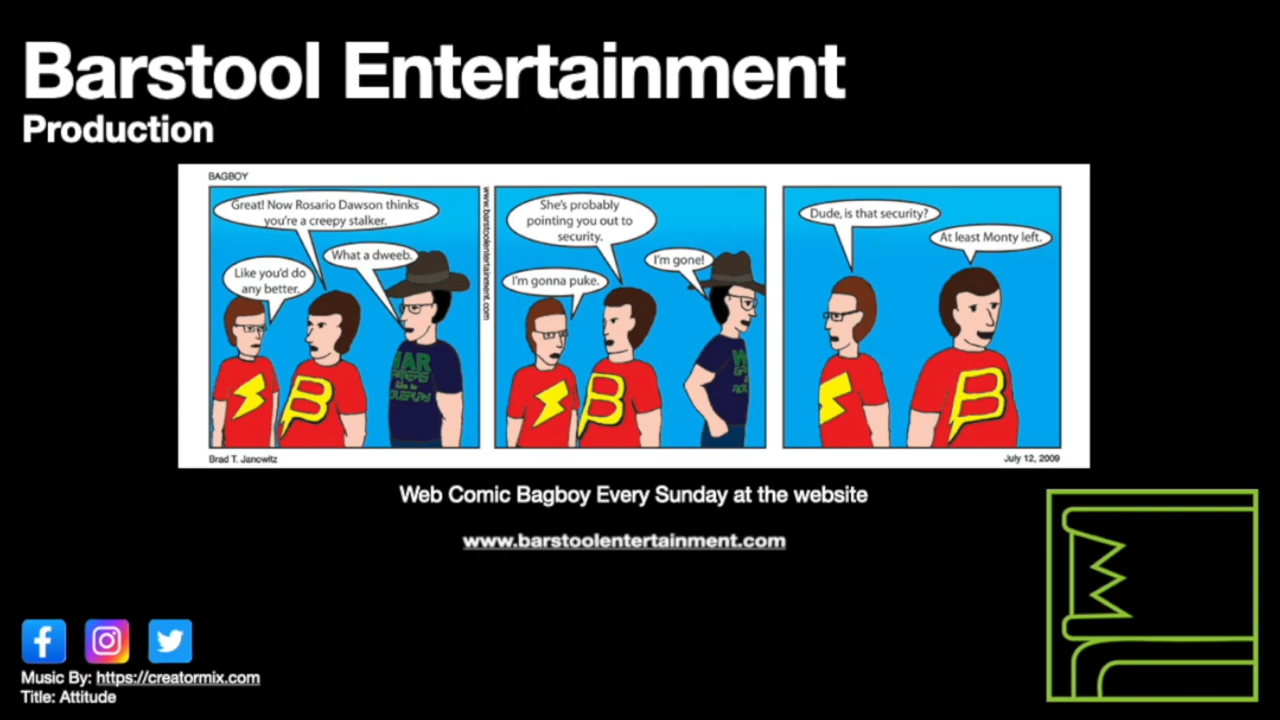 Barstool Entertainment
Production
BAGBOY
Great! Now Rosario Dawson thinks
you're a creepy stalker.
What a dweeb.
Like you'd do
any better.
www.barstoolentertainment.com
She's probably
pointing you out to
security.
I'm gone!
I'm gonna puke.
Dude, is that security?
At least Monty left.
B
WAR
B
B
Brad T. Janowitz
July 12, 2009
Web Comic Bagboy Every Sunday at the website
www.barstoolentertainment.com
Music By: https://creatormix.com
Title: Attitude